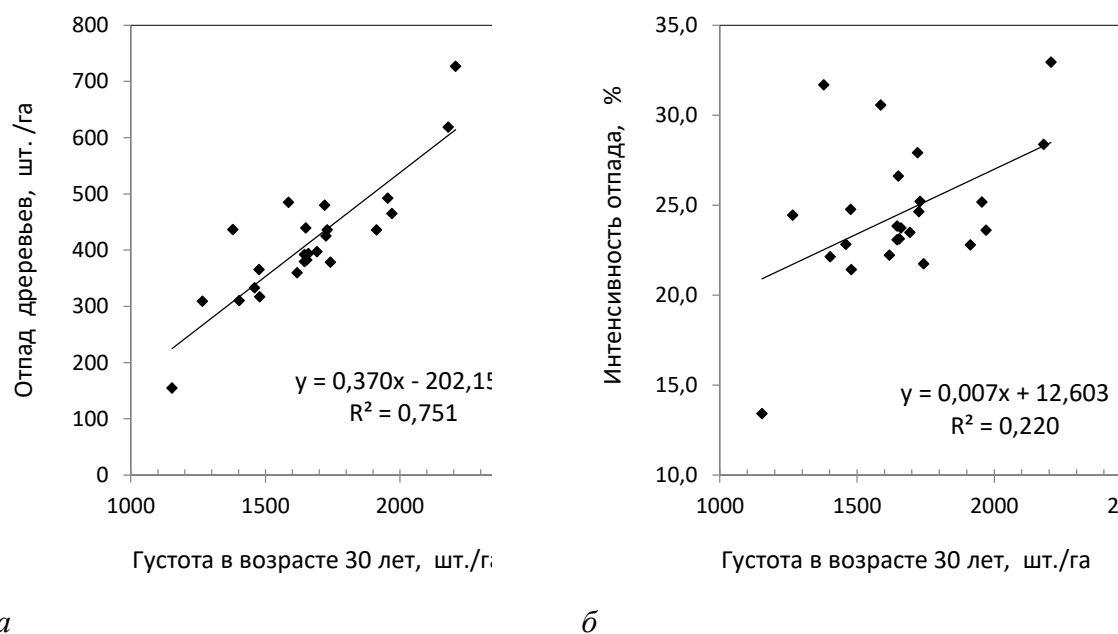 800
700
600
500
400
300
200
100
0
1000
1500
2000
Отпад дреревьев, шт. /га
y = 0,370x - 202,15
R² = 0,751
Густота в возрасте 30 лет, шт./га
а
35,0
30,0
25,0
20,0
15,0
10,0
1000
1500
2000
2
Интенсивность отпада, %
y = 0,007x + 12,603
R² = 0,220
Густота в возрасте 30 лет, шт./га
б